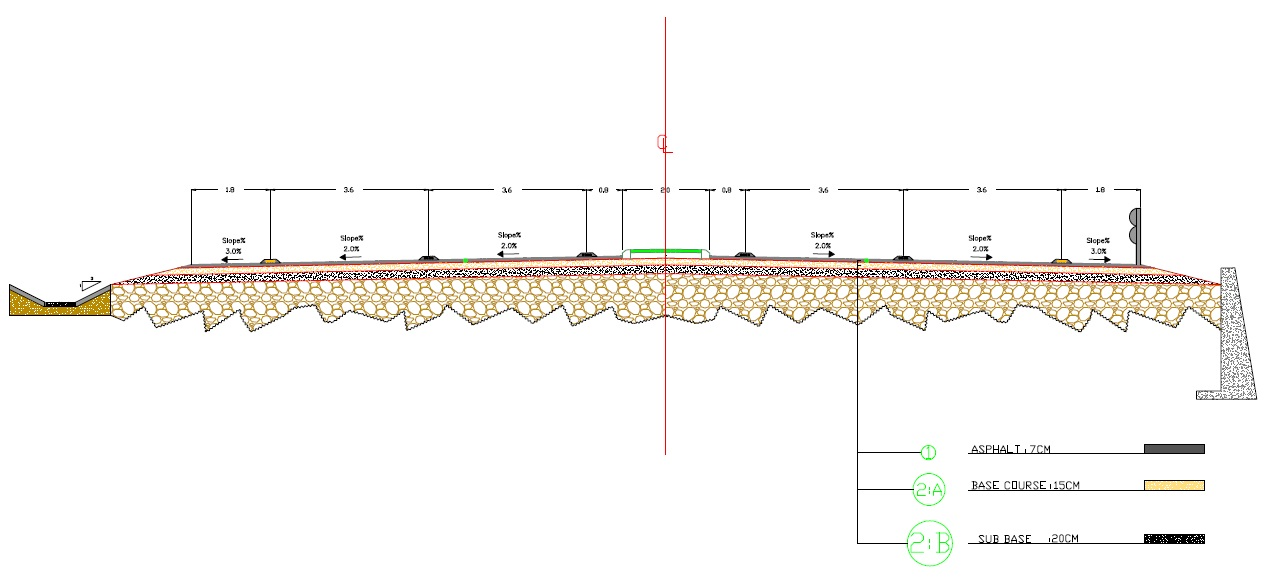 ℄
1.8 3.6 3.6 0.8 2.0 0.8 3.6 3.6 1.8
Slope% Slope% Slope% Slope% Slope% Slope%
3.0% 2.0% 2.0% 2.0% 2.0% 3.0%
1 ASPHALT:7CM
2:A BASE COURSE:15CM
2:B SUB BASE :20CM